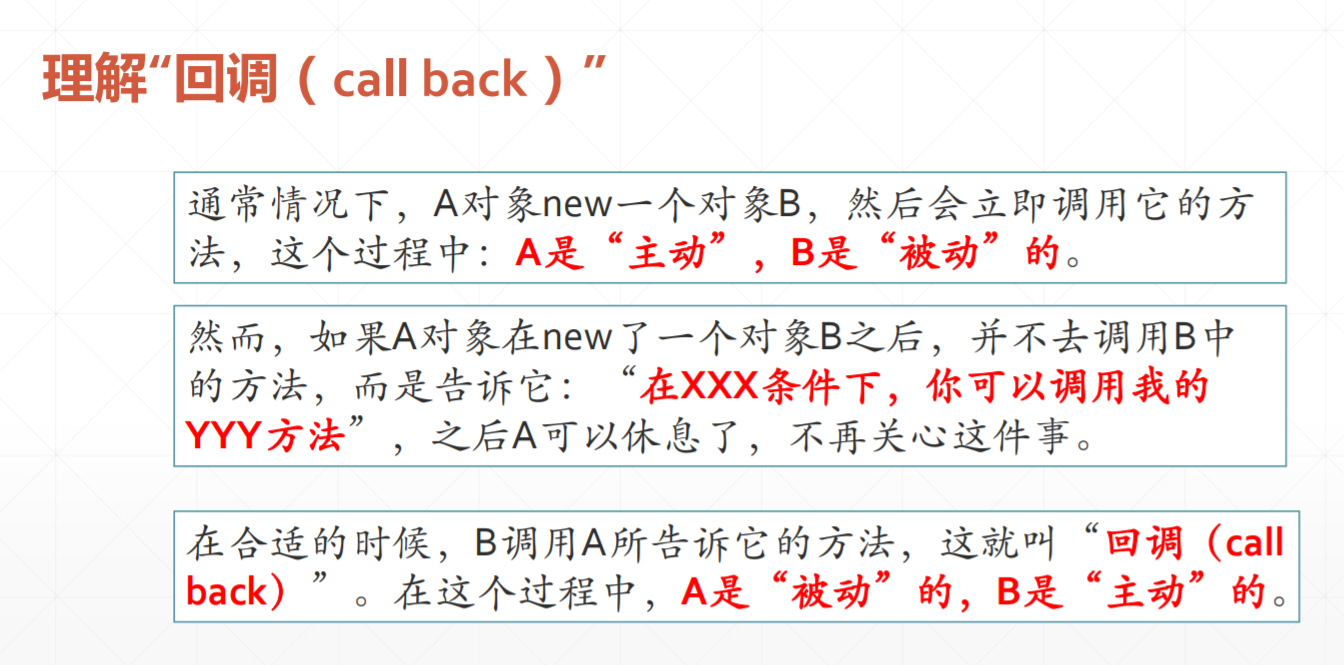 理解“回调（call back）”
通常情况下，A对象new一个对象B，然后会立即调用它的方
法，这个过程中：A是“主动”，B是“被动”的。
然而，如果A对象在new了一个对象B之后，并不去调用B中
的方法，而是告诉它：“在XXX条件下，你可以调用我的
YYY方法”，之后A可以休息了，不再关心这件事。
在合适的时候，B调用A所告诉它的方法，这就叫“回调（call
back）”。在这个过程中，A是“被动”的，B是“主动”的。